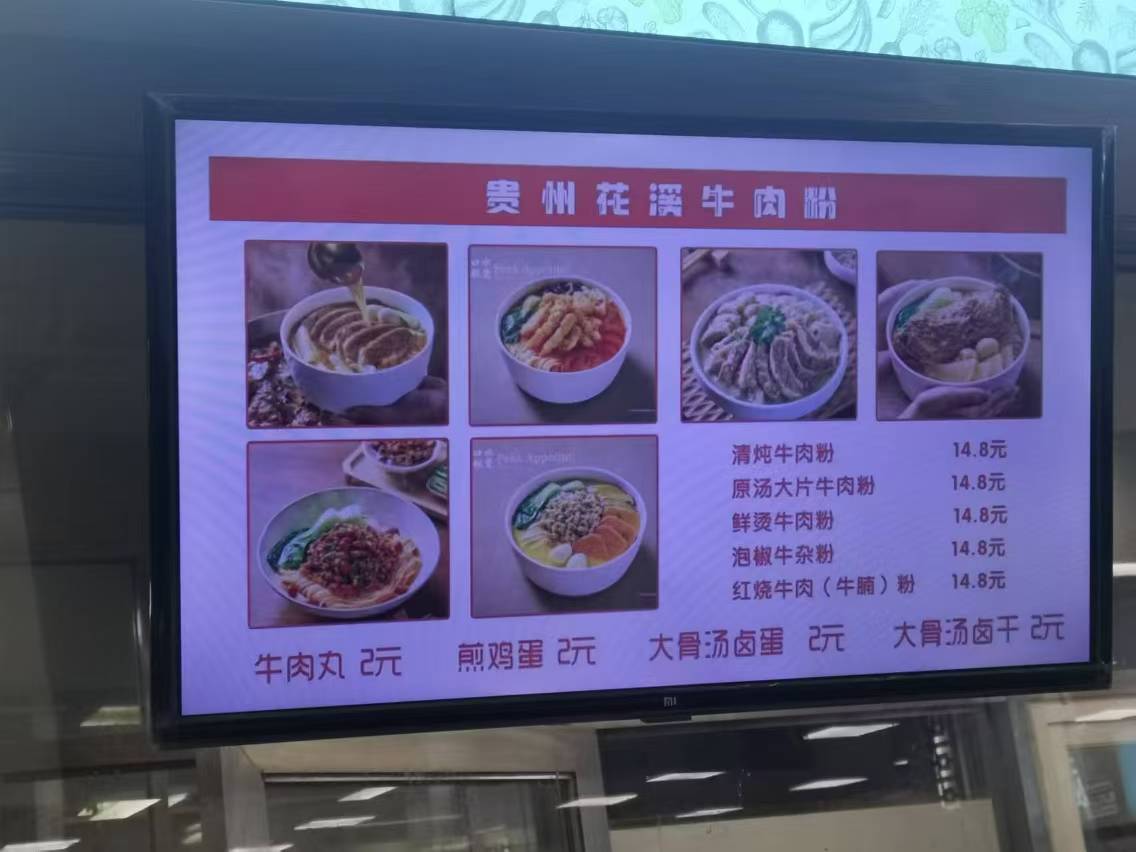 贵州花溪牛肉粉
清炖牛肉粉 14.8元
原汤大片牛肉粉 14.8元
鲜烫牛肉粉 14.8元
泡椒牛杂粉 14.8元
红烧牛肉（牛腩）粉 14.8元
牛肉丸 2元 煎鸡蛋 2元 大骨汤卤蛋 2元 大骨汤卤干 2元
mi